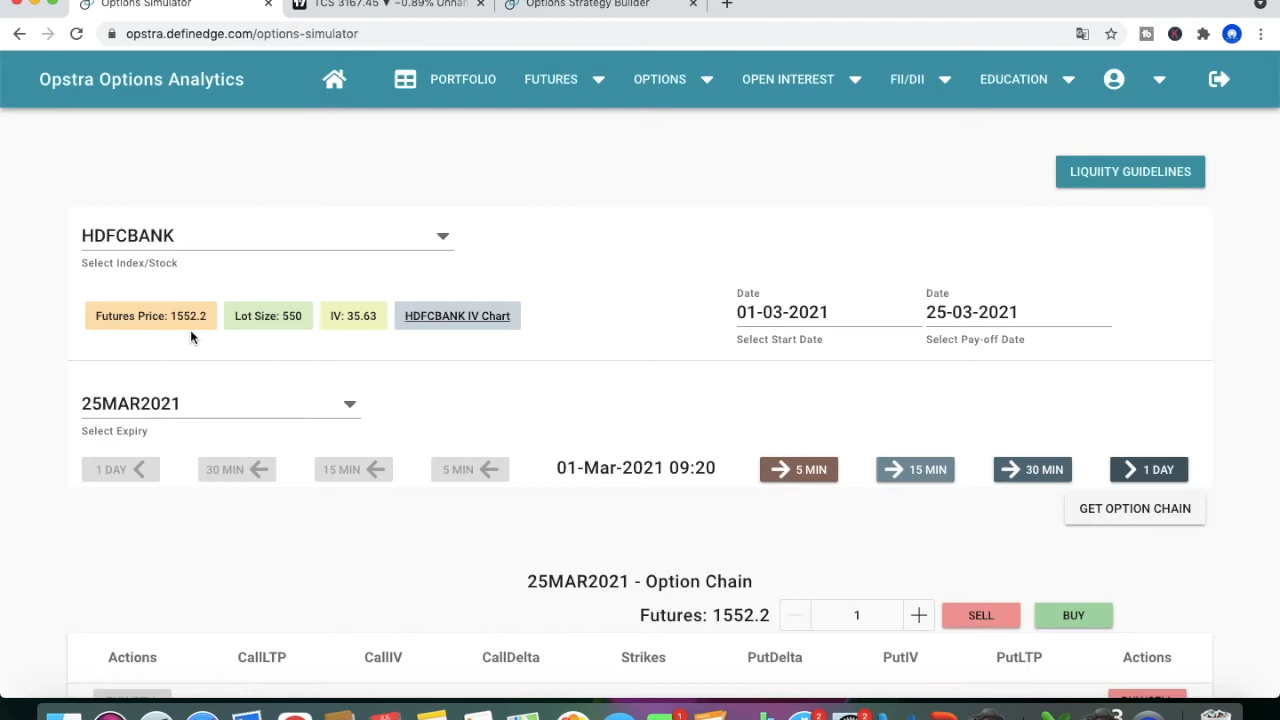 Options Simulator
TCS 3167.45 ▼ −0.89% Unnar
Options Strategy Builder
opstra.definedge.com/options-simulator
Opstra Options Analytics
PORTFOLIO
FUTURES
OPTIONS
OPEN INTEREST
FII/DII
EDUCATION
LIQUIITY GUIDELINES
HDFCBANK
Select Index/Stock
Futures Price: 1552.2
Lot Size: 550
IV: 35.63
HDFCBANK IV Chart
Date
Date
01-03-2021
25-03-2021
Select Start Date
Select Pay-off Date
25MAR2021
Select Expiry
1 DAY
30 MIN
15 MIN
5 MIN
01-Mar-2021 09:20
5 MIN
15 MIN
30 MIN
1 DAY
GET OPTION CHAIN
25MAR2021 - Option Chain
Futures: 1552.2
1
SELL
BUY
Actions
CallLTP
CallIV
CallDelta
Strikes
PutDelta
PutIV
PutLTP
Actions